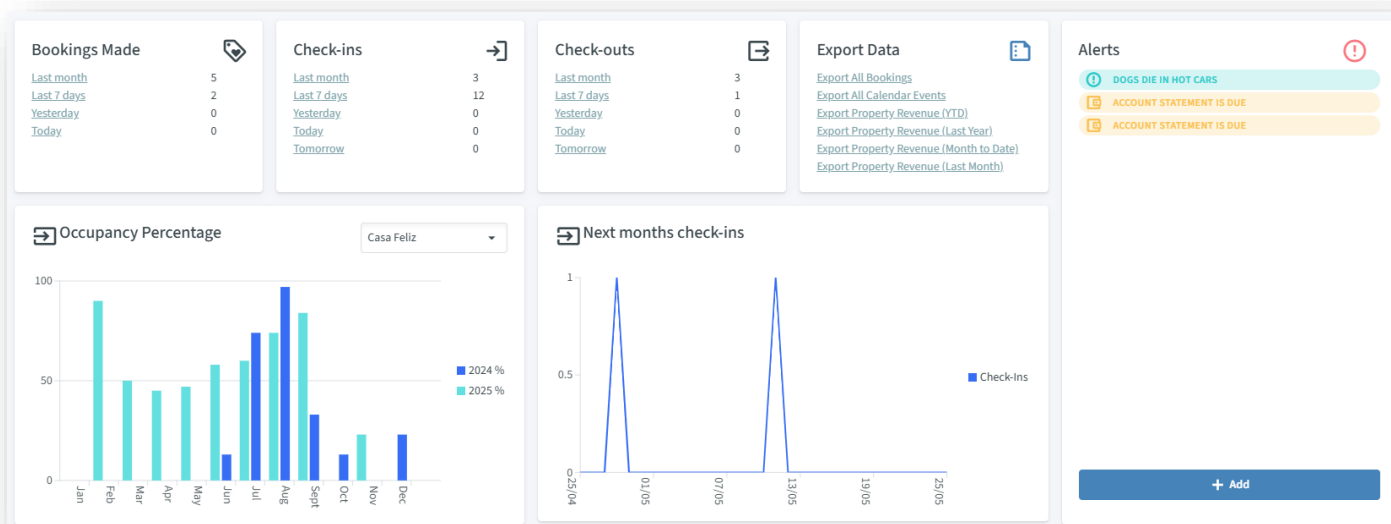 Bookings Made
Last month 5
Last 7 days 2
Yesterday 0
Today 0
Check-ins
Last month 3
Last 7 days 12
Yesterday 0
Today 0
Tomorrow 0
Check-outs
Last month 3
Last 7 days 1
Yesterday 0
Today 0
Tomorrow 0
Export Data
Export All Bookings
Export All Calendar Events
Export Property Revenue (YTD)
Export Property Revenue (Last Year)
Export Property Revenue (Month to Date)
Export Property Revenue (Last Month)
Alerts
DOGS DIE IN HOT CARS
ACCOUNT STATEMENT IS DUE
ACCOUNT STATEMENT IS DUE
Occupancy Percentage
Casa Feliz
100
50
0
Jan Feb Mar Apr May Jun Jul Aug Sept Oct Nov Dec
2024 %
2025 %
Next months check-ins
1
0.5
0
25/04 01/05 07/05 13/05 19/05 25/05
Check-Ins
+ Add